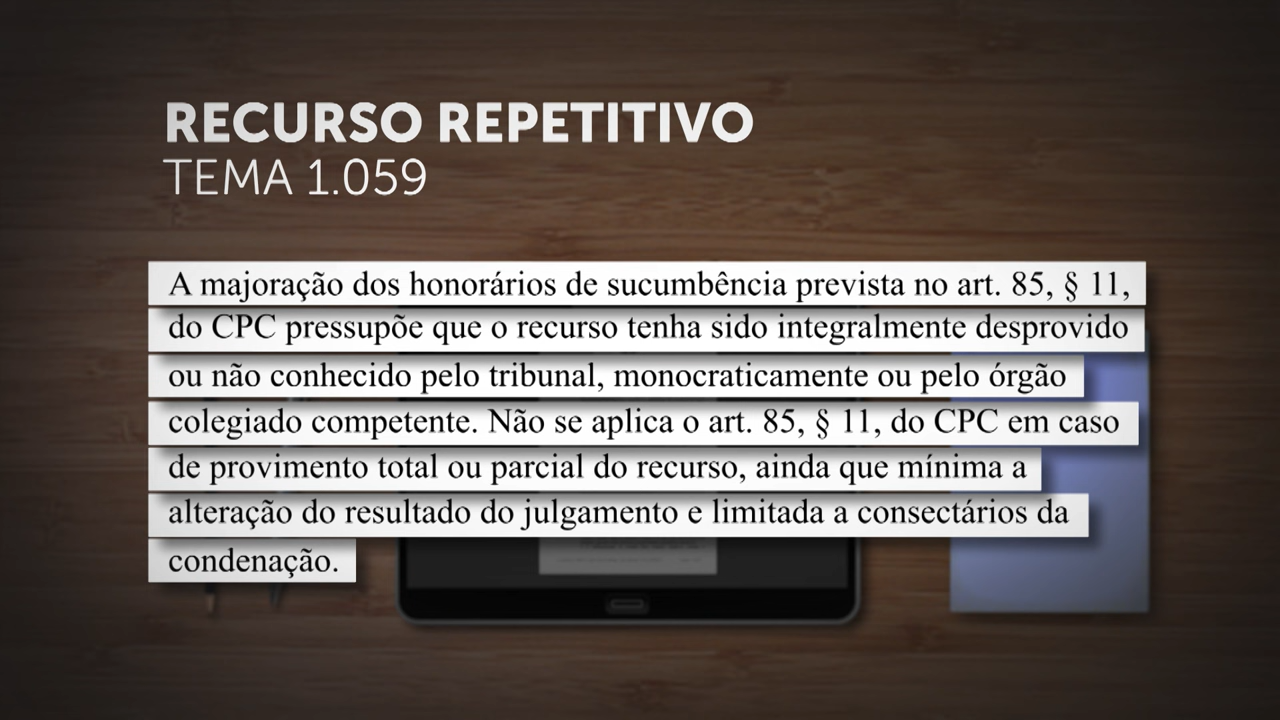 RECURSO REPETITIVO
TEMA 1.059
A majoração dos honorários de sucumbência prevista no art. 85, § 11,
do CPC pressupõe que o recurso tenha sido integralmente desprovido
ou não conhecido pelo tribunal, monocraticamente ou pelo órgão
colegiado competente. Não se aplica o art. 85, § 11, do CPC em caso
de provimento total ou parcial do recurso, ainda que mínima a
alteração do resultado do julgamento e limitada a consectários da
condenação.